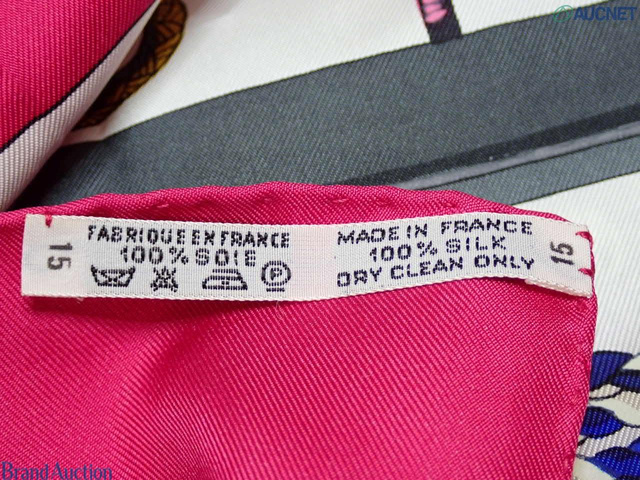 AUCNET
FABRIQUE EN FRANCE
100% SOIE
15
P
MADE IN FRANCE
100% SILK
DRY CLEAN ONLY
15
Brand Auction